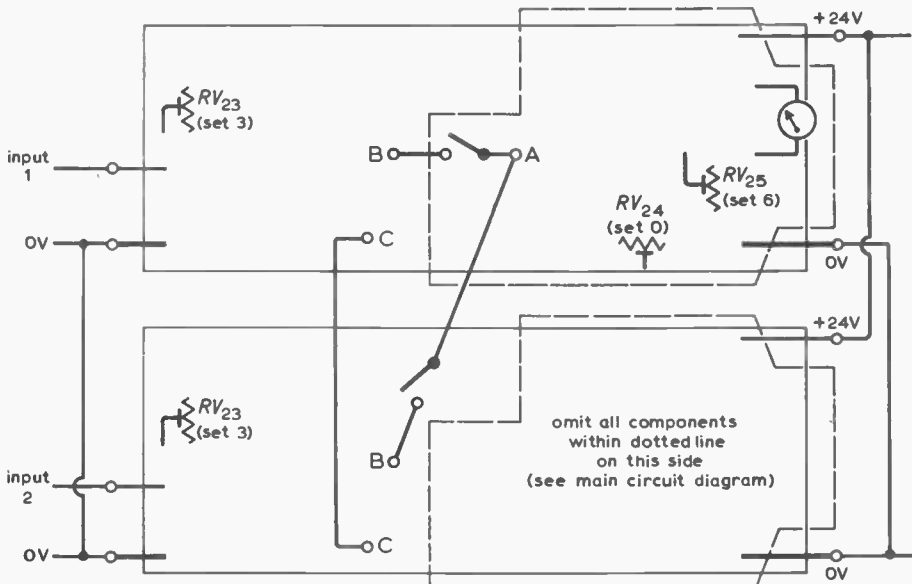 +24V
RV23
(set 3)
input
1
B
A
RV25
(set 6)
RV24
(set 0)
C
0V
0V
+24V
RV23
(set 3)
omit all components
within dotted line
on this side
(see main circuit diagram)
B
input
2
C
0V
0V